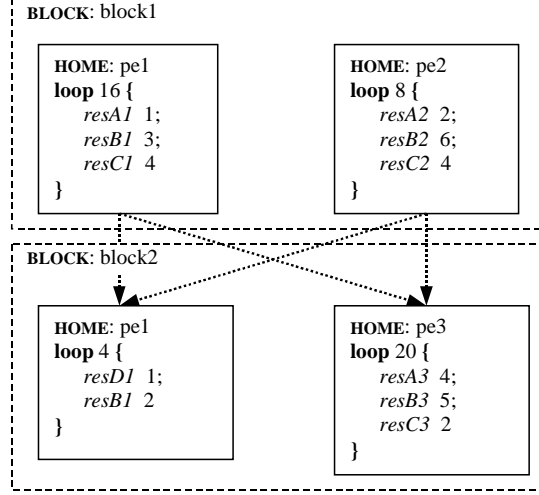 BLOCK: block1
HOME: pe1
loop 16 {
resA1 1;
resB1 3;
resC1 4
}
HOME: pe2
loop 8 {
resA2 2;
resB2 6;
resC2 4
}
BLOCK: block2
HOME: pe1
loop 4 {
resD1 1;
resB1 2
}
HOME: pe3
loop 20 {
resA3 4;
resB3 5;
resC3 2
}